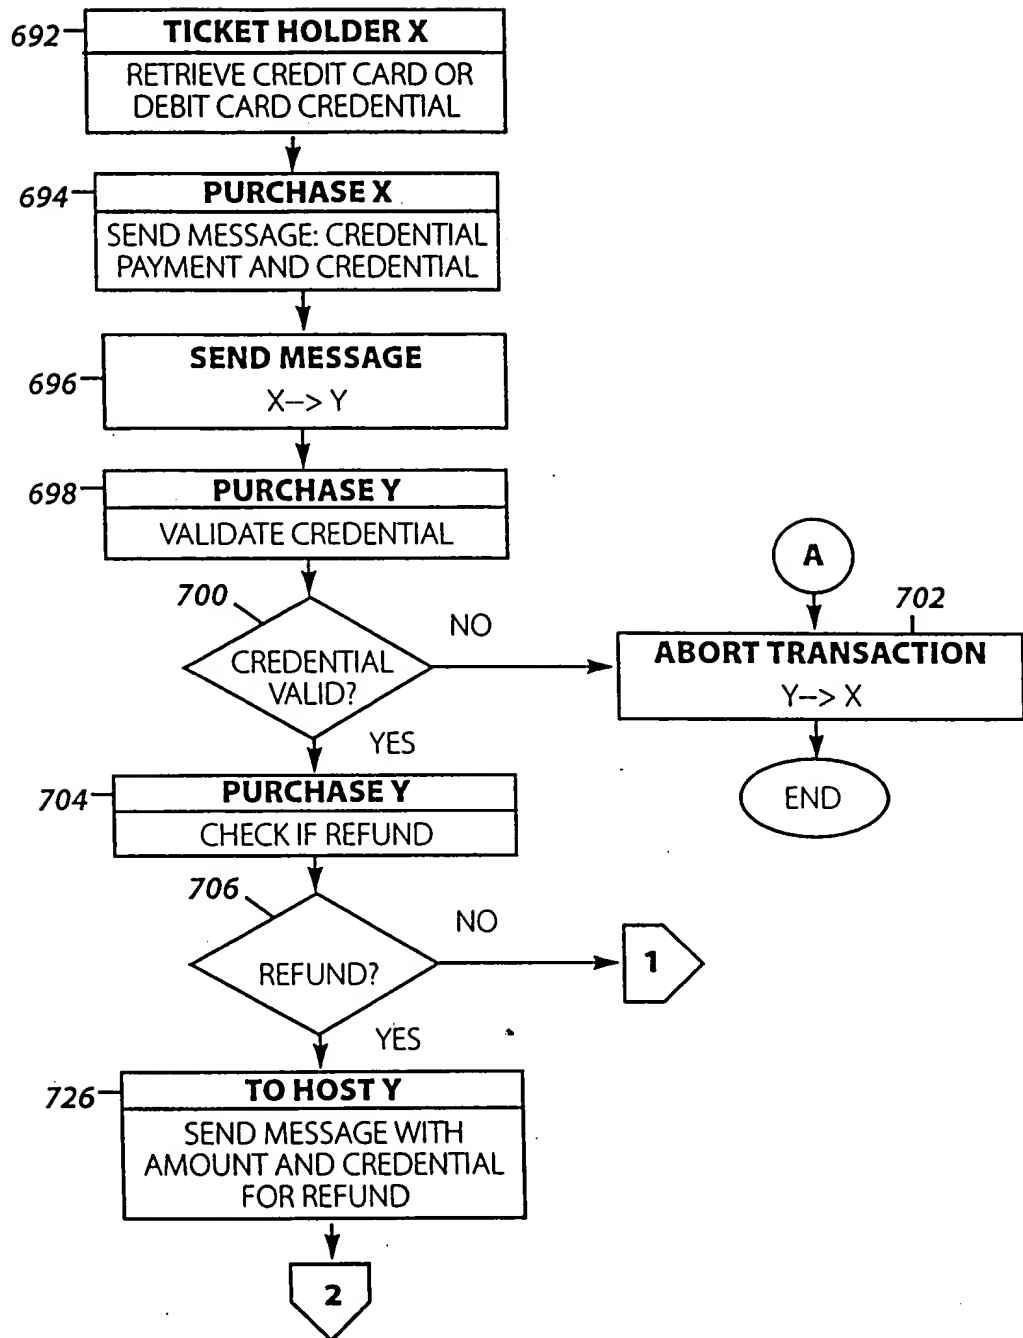 692
TICKET HOLDER X
RETRIEVE CREDIT CARD OR
DEBIT CARD CREDENTIAL
694
PURCHASE X
SEND MESSAGE: CREDENTIAL
PAYMENT AND CREDENTIAL
SEND MESSAGE
696
X--> Y
698
PURCHASE Y
VALIDATE CREDENTIAL
A
700
702
NO
CREDENTIAL
VALID?
ABORT TRANSACTION
Y--> X
YES
704
PURCHASE Y
CHECK IF REFUND
END
706
NO
REFUND?
1
YES
726
TO HOST Y
SEND MESSAGE WITH
AMOUNT AND CREDENTIAL
FOR REFUND
2